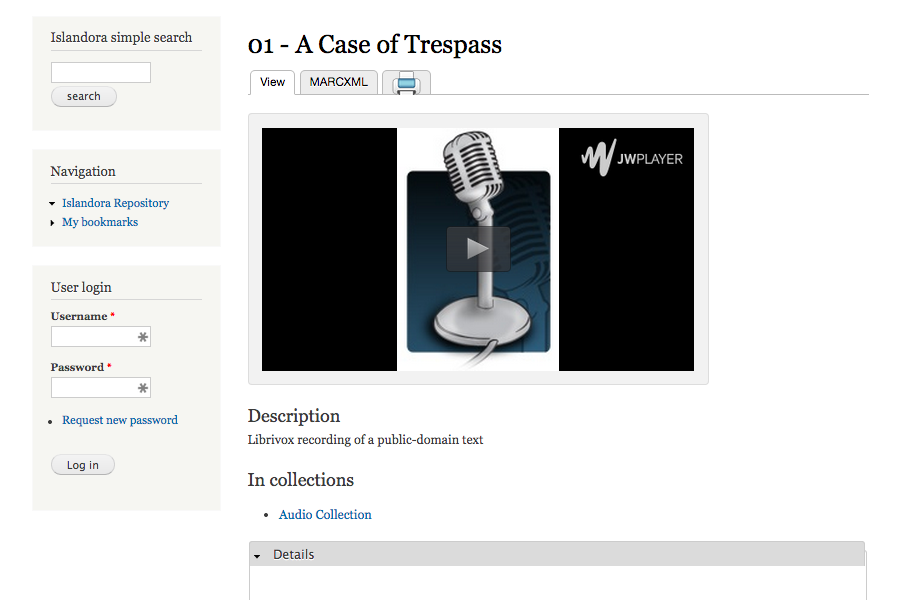 Islandora simple search
search
Navigation
Islandora Repository
My bookmarks
User login
Username *
Password *
Request new password
Log in
01 - A Case of Trespass
View
MARCXML
JWPLAYER
Description
Librivox recording of a public-domain text
In collections
Audio Collection
Details